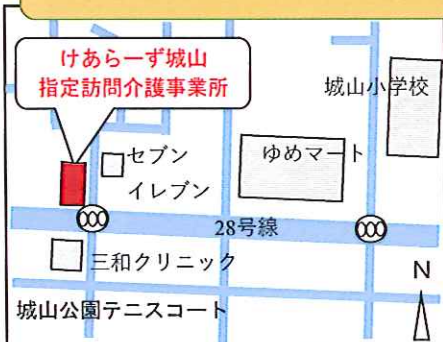 けあらーず城山
指定訪問介護事業所
城山小学校
セブン
イレブン
ゆめマート
28号線
三和クリニック
N
城山公園テニスコート